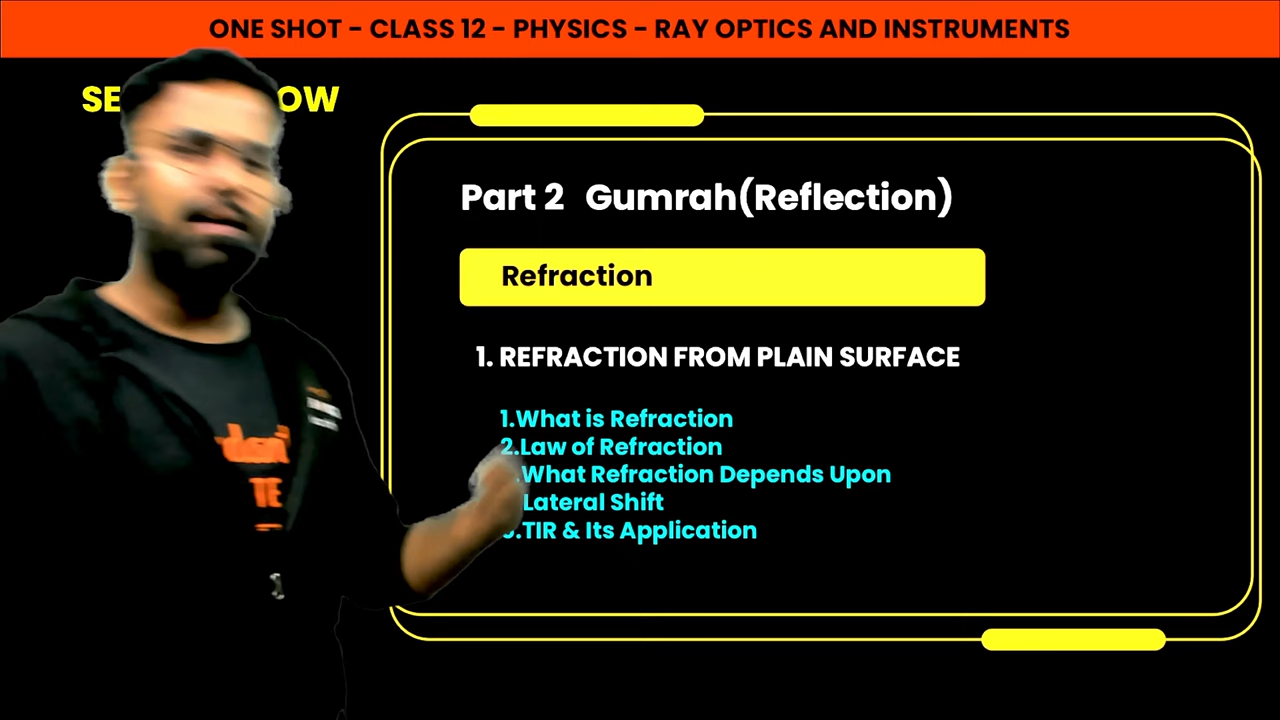 ONE SHOT - CLASS 12 - PHYSICS - RAY OPTICS AND INSTRUMENTS
SE OW
Part 2 Gumrah(Reflection)
Refraction
1. REFRACTION FROM PLAIN SURFACE
1.What is Refraction
2.Law of Refraction
.What Refraction Depends Upon
Lateral Shift
.TIR & Its Application
TE